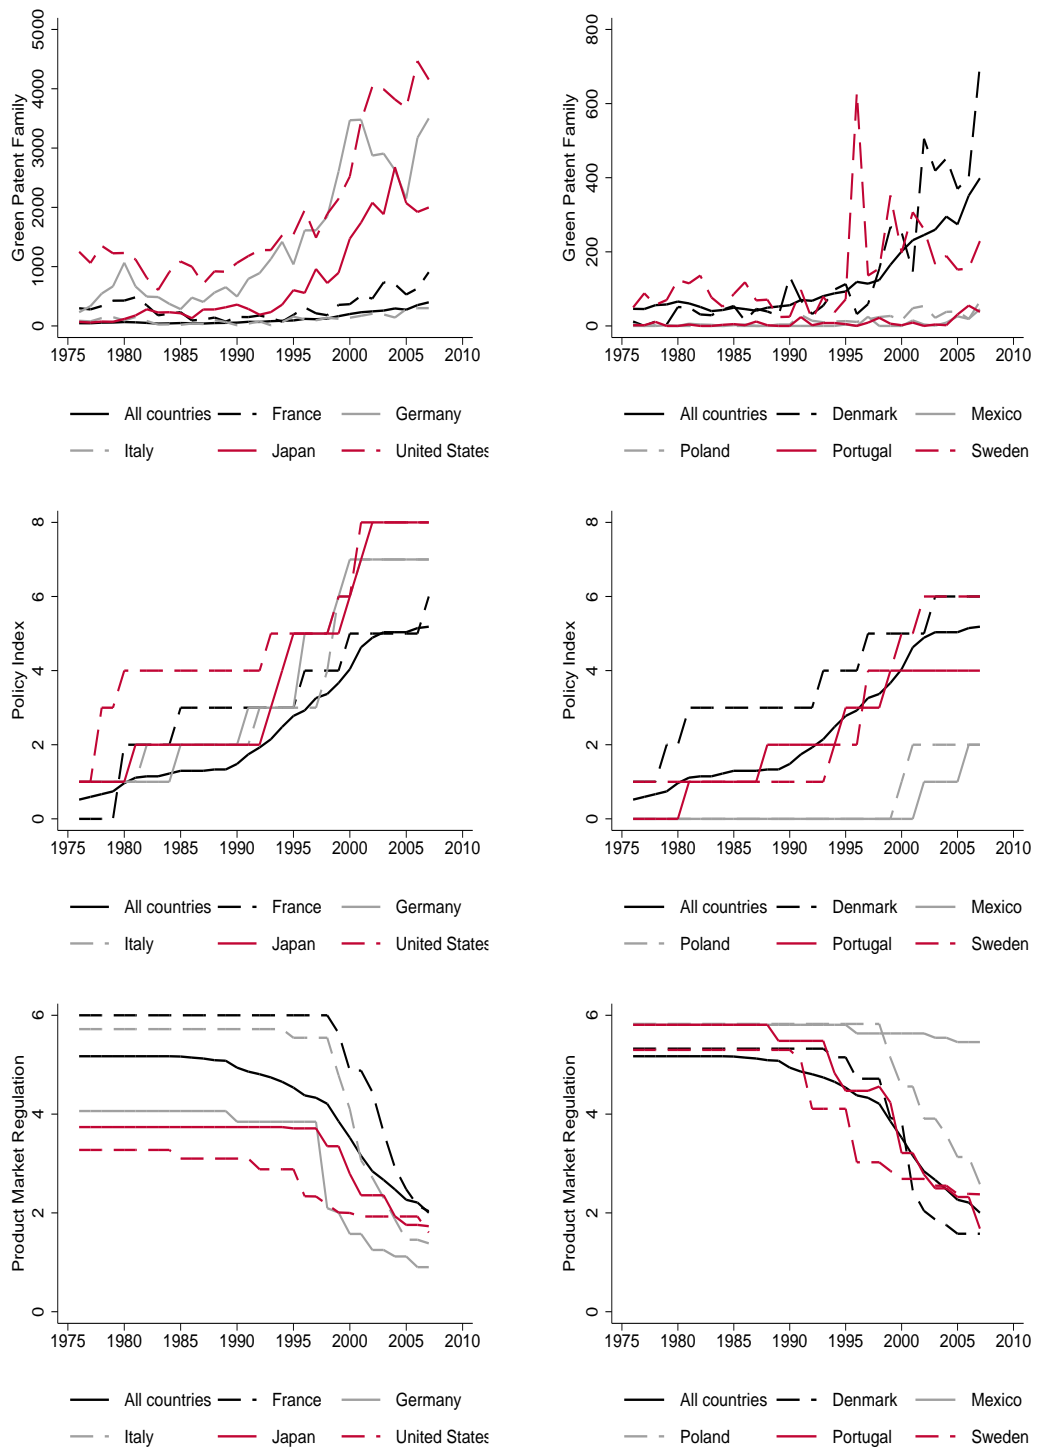 Green Patent Family
5000
4000
3000
2000
1000
0
1975 1980 1985 1990 1995 2000 2005 2010
All countries France Germany
Italy Japan United States
Green Patent Family
800
600
400
200
0
1975 1980 1985 1990 1995 2000 2005 2010
All countries Denmark Mexico
Poland Portugal Sweden
Policy Index
8
6
4
2
0
1975 1980 1985 1990 1995 2000 2005 2010
All countries France Germany
Italy Japan United States
Policy Index
8
6
4
2
0
1975 1980 1985 1990 1995 2000 2005 2010
All countries Denmark Mexico
Poland Portugal Sweden
Product Market Regulation
6
4
2
0
1975 1980 1985 1990 1995 2000 2005 2010
All countries France Germany
Italy Japan United States
Product Market Regulation
6
4
2
0
1975 1980 1985 1990 1995 2000 2005 2010
All countries Denmark Mexico
Poland Portugal Sweden